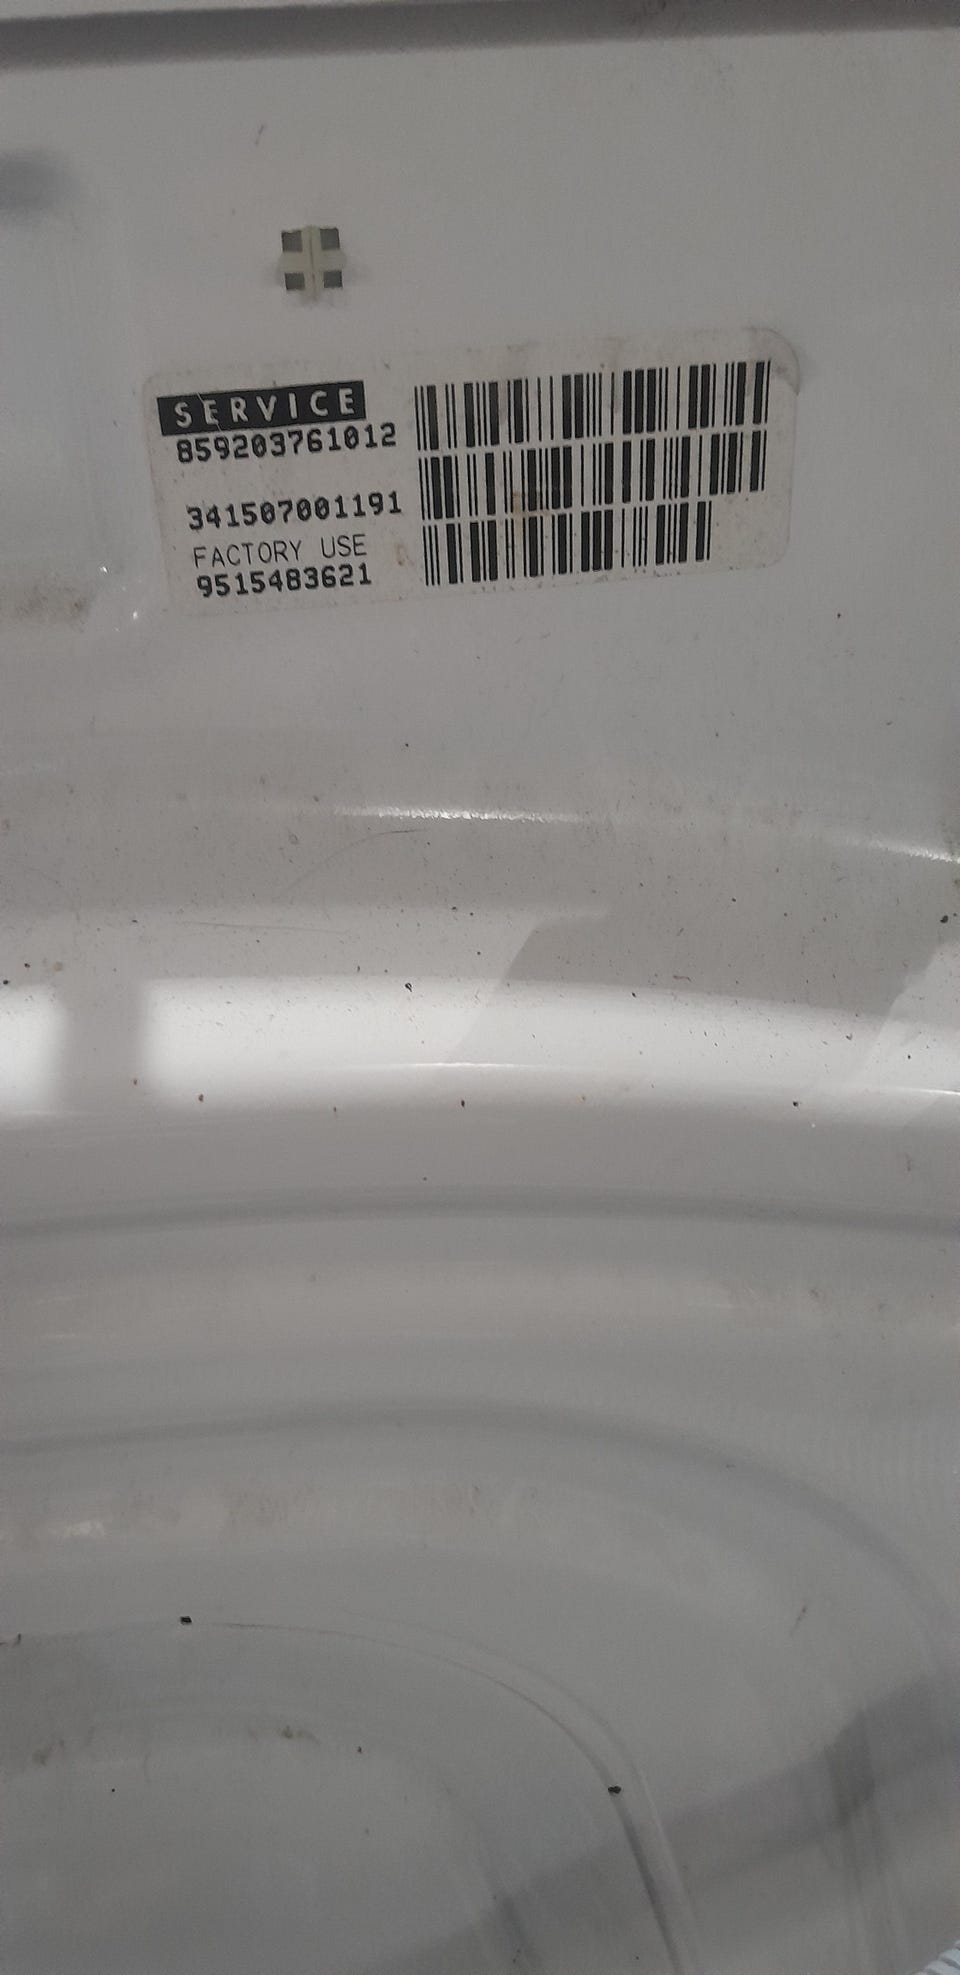 SERVICE
859203761012
341507001191
FACTORY USE
9515483621